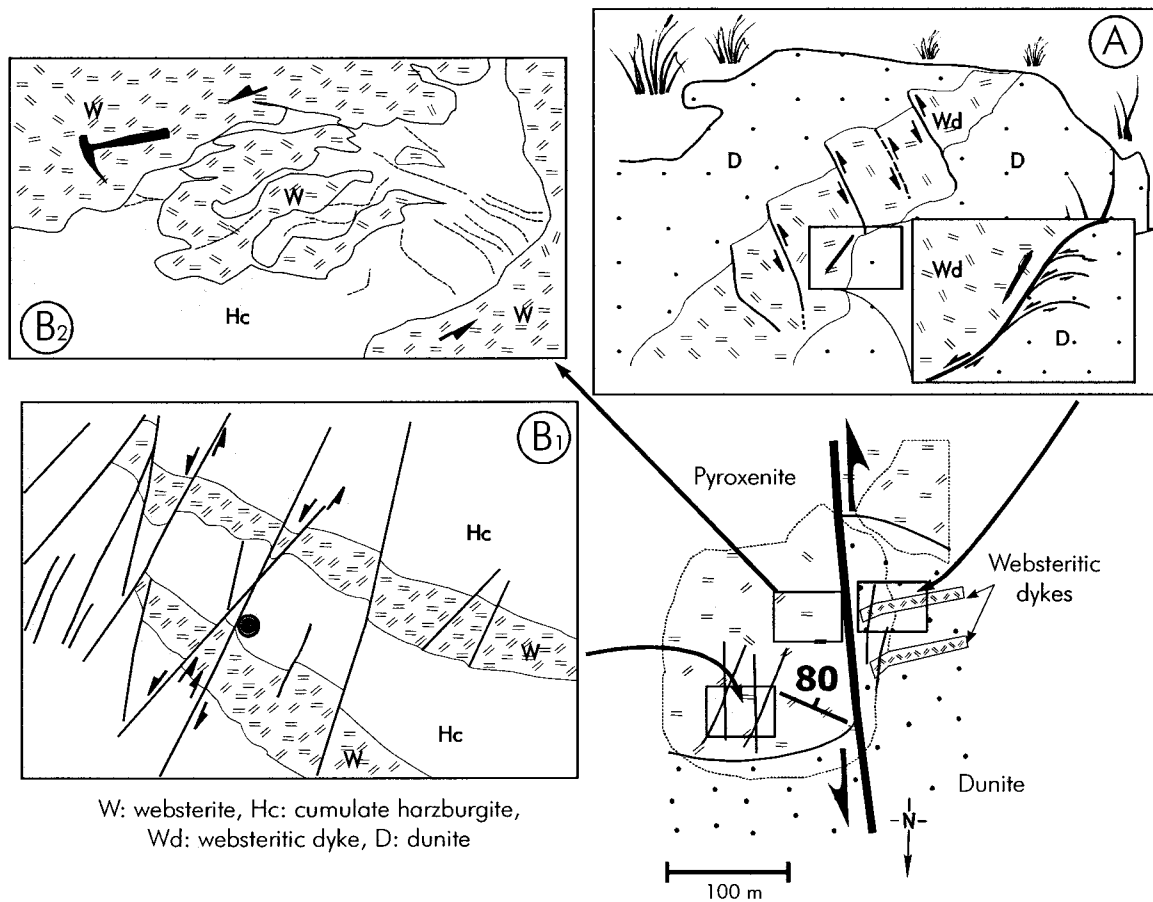 A
Wd
D
D
Wd
D
W
W
Hc
W
B2
B1
Hc
W
Hc
W
W: websterite, Hc: cumulate harzburgite,
Wd: websteritic dyke, D: dunite
Pyroxenite
Websteritic
dykes
80
Dunite
-N-
100 m